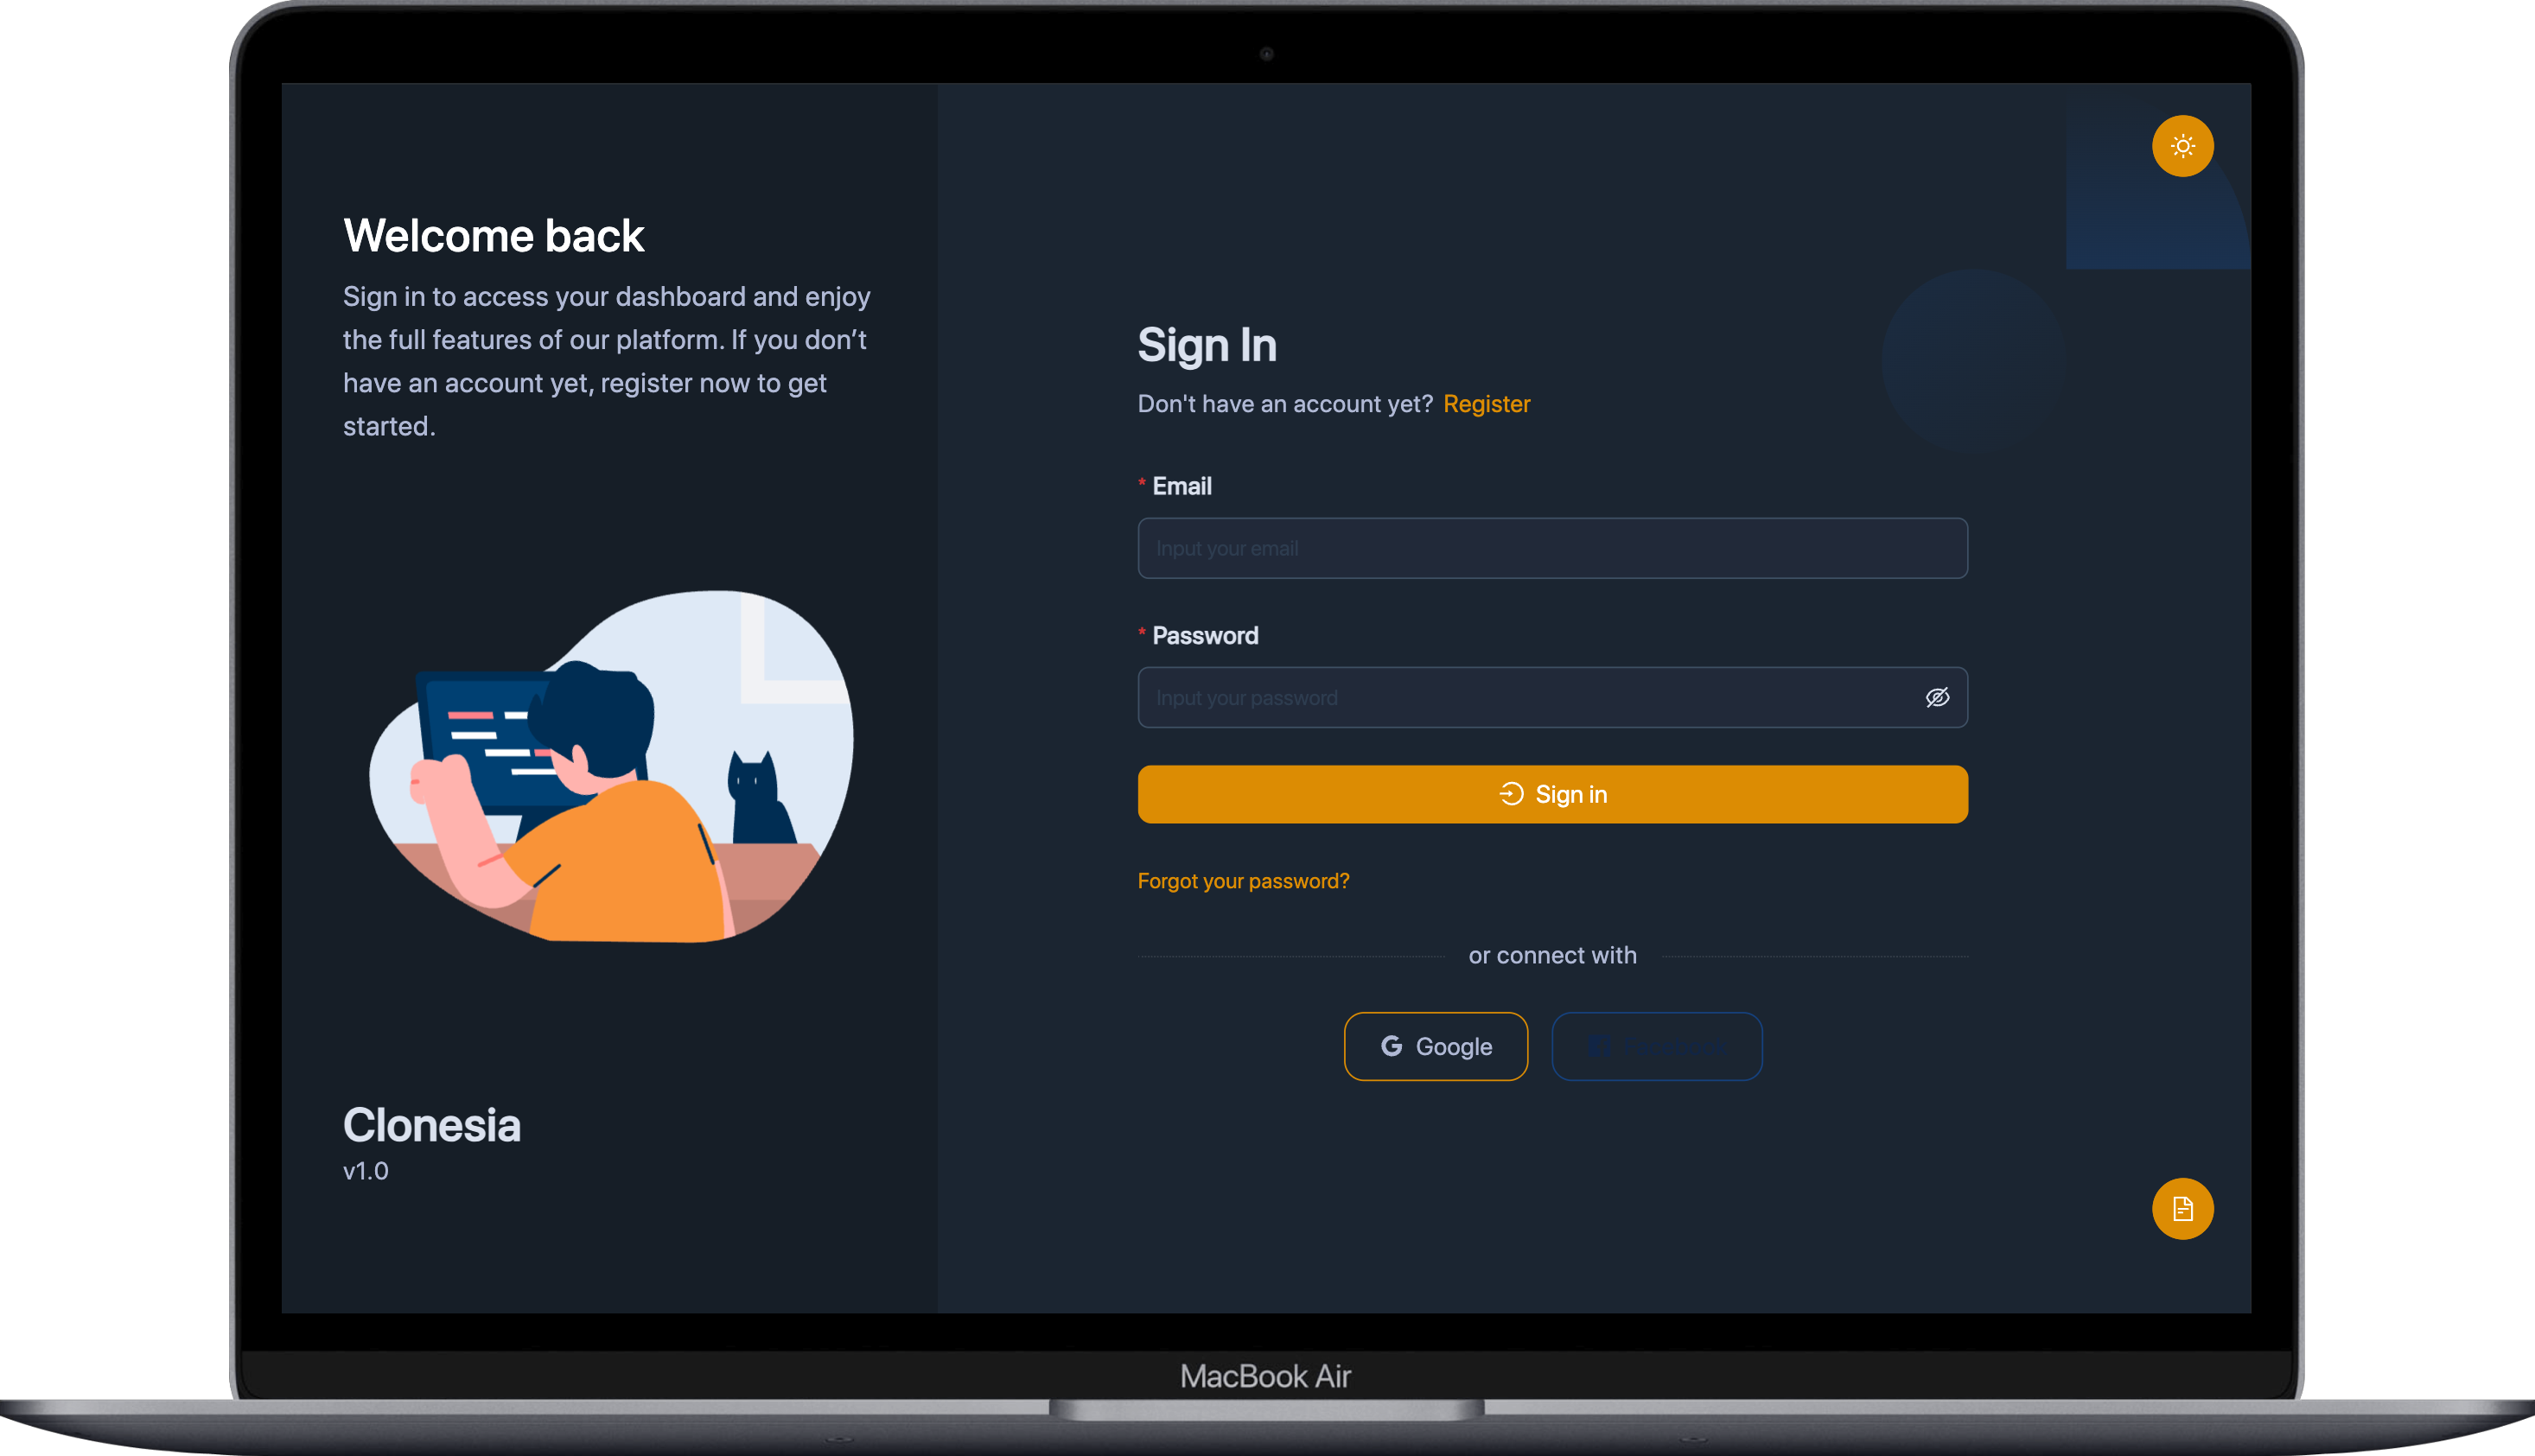 Welcome back
Sign in to access your dashboard and enjoy
the full features of our platform. If you don’t
have an account yet, register now to get
started.
Clonesia
v1.0
Sign In
Don't have an account yet? Register
* Email
Input your email
* Password
Input your password
Sign in
Forgot your password?
or connect with
Google
Facebook
MacBook Air